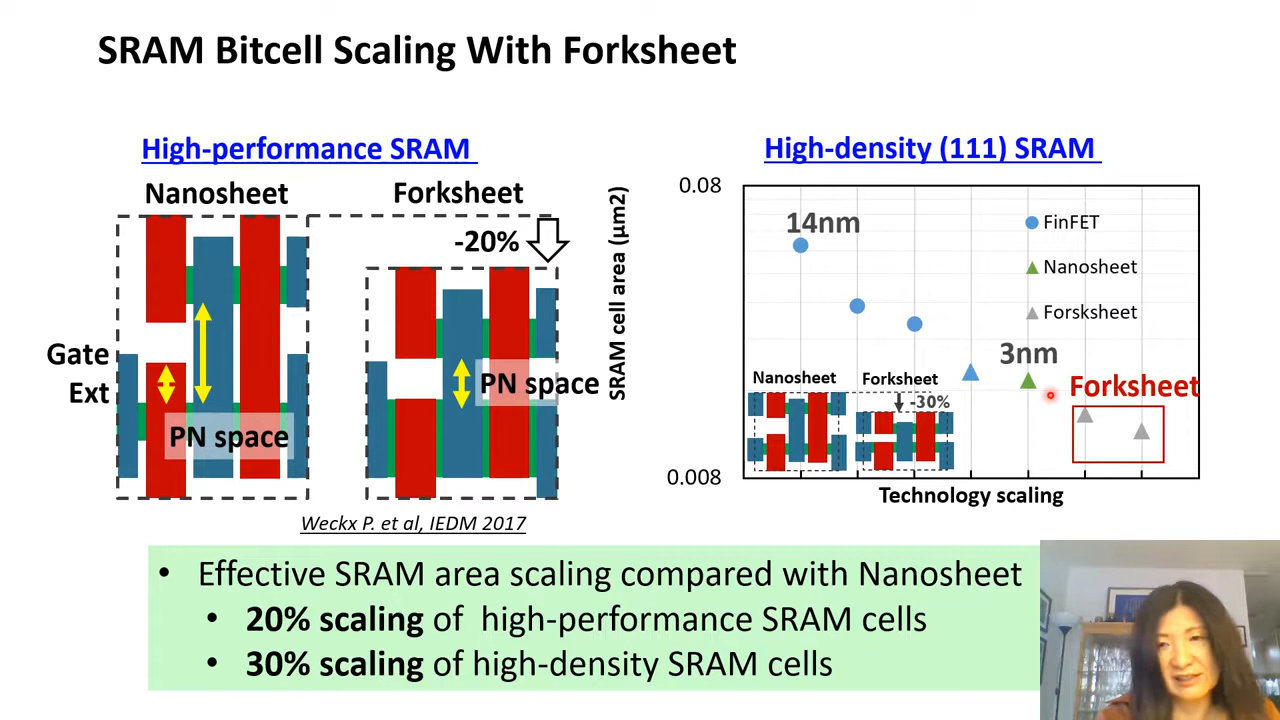 SRAM Bitcell Scaling With Forksheet
High-performance SRAM
Nanosheet
Forksheet
-20%
Gate
Ext
PN space
PN space
Weckx P. et al, IEDM 2017
High-density (111) SRAM
SRAM cell area (µm2)
0.08
0.008
14nm
FinFET
Nanosheet
Forsksheet
3nm
Forksheet
Nanosheet
Forksheet
-30%
Technology scaling
• Effective SRAM area scaling compared with Nanosheet
• 20% scaling of high-performance SRAM cells
• 30% scaling of high-density SRAM cells